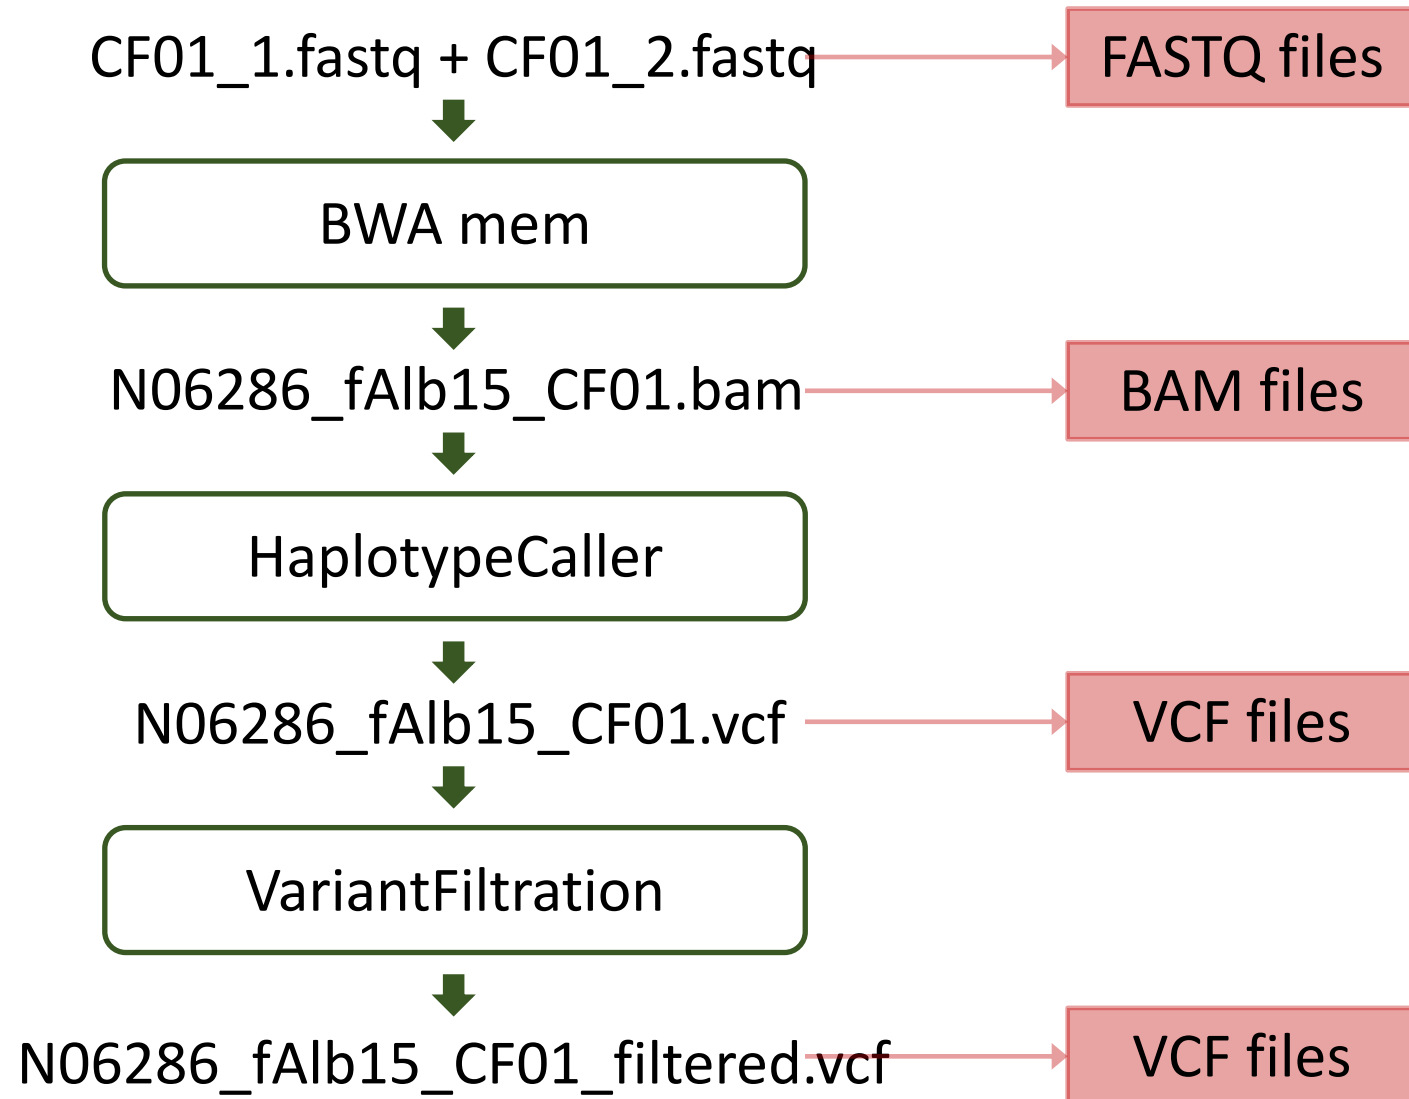 CF01_1.fastq + CF01_2.fastq
FASTQ files
BWA mem
N06286_fAlb15_CF01.bam
BAM files
HaplotypeCaller
N06286_fAlb15_CF01.vcf
VCF files
VariantFiltration
N06286_fAlb15_CF01_filtered.vcf
VCF files